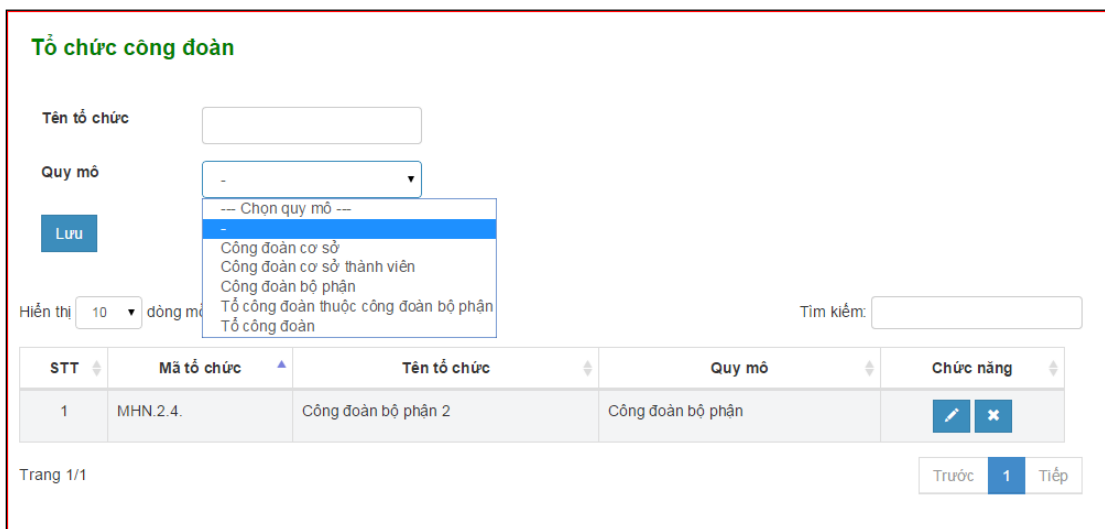 Tổ chức công đoàn
Tên tổ chức
Quy mô
-
--- Chọn quy mô ---
-
Công đoàn cơ sở
Công đoàn cơ sở thành viên
Công đoàn bộ phận
Tổ công đoàn thuộc công đoàn bộ phận
Tổ công đoàn
Lưu
Hiển thị 10 dòng Tìm kiếm:
STT Mã tổ chức Tên tổ chức Quy mô Chức năng
1 MHN.2.4. Công đoàn bộ phận 2 Công đoàn bộ phận
Trang 1/1 Trước 1 Tiếp